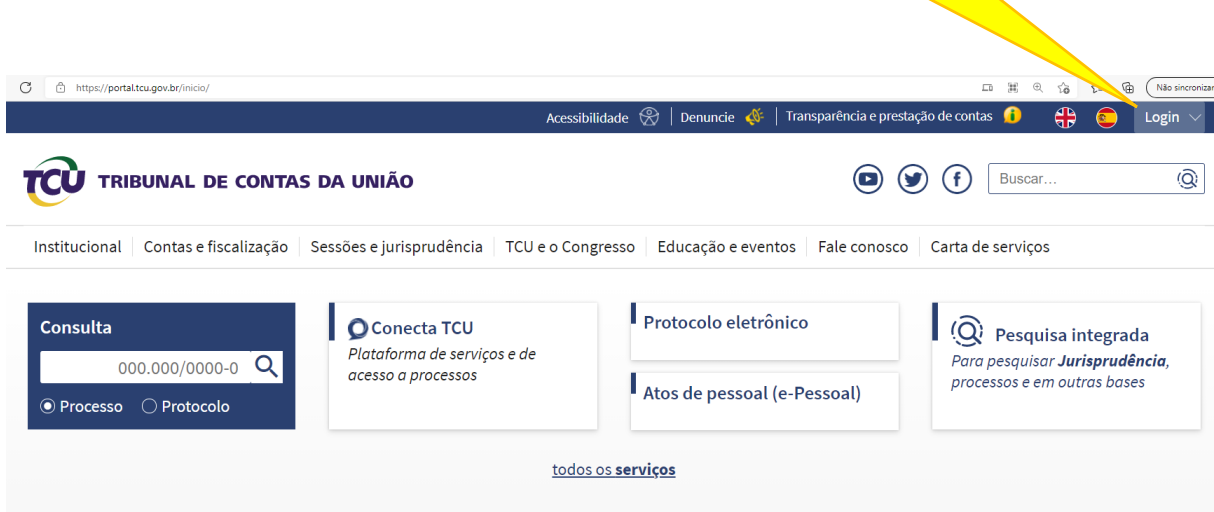 https://portal.tcu.gov.br/inicio/
Não sincronizan
Acessibilidade Denuncie Transparência e prestação de contas Login
TCU TRIBUNAL DE CONTAS DA UNIÃO
Buscar...
Institucional Contas e fiscalização Sessões e jurisprudência TCU e o Congresso Educação e eventos Fale conosco Carta de serviços
Consulta
000.000/0000-0
Processo Protocolo
Conecta TCU
Plataforma de serviços e de
acesso a processos
Protocolo eletrônico
Atos de pessoal (e-Pessoal)
Pesquisa integrada
Para pesquisar Jurisprudência,
processos e em outras bases
todos os serviços